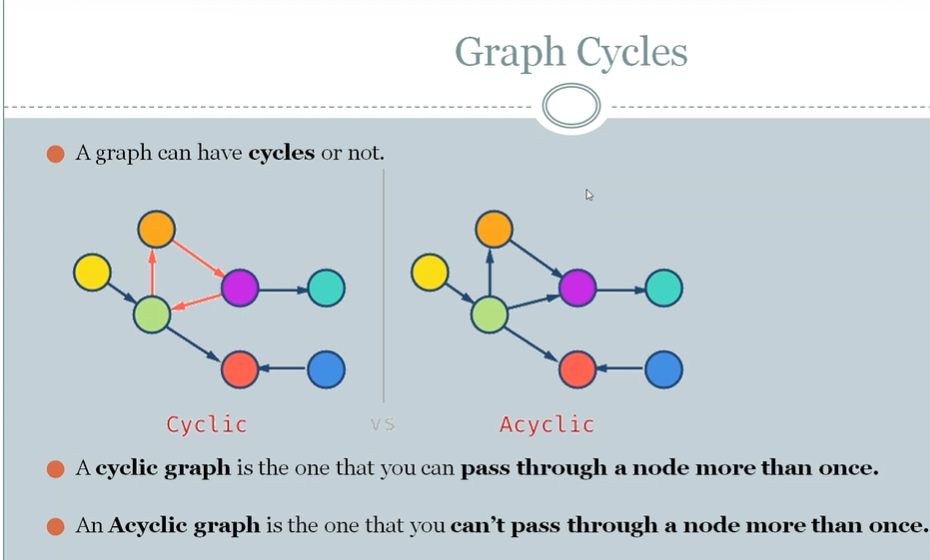 Graph Cycles
A graph can have cycles or not.
Cyclic vs Acyclic
A cyclic graph is the one that you can pass through a node more than once.
An Acyclic graph is the one that you can’t pass through a node more than once.